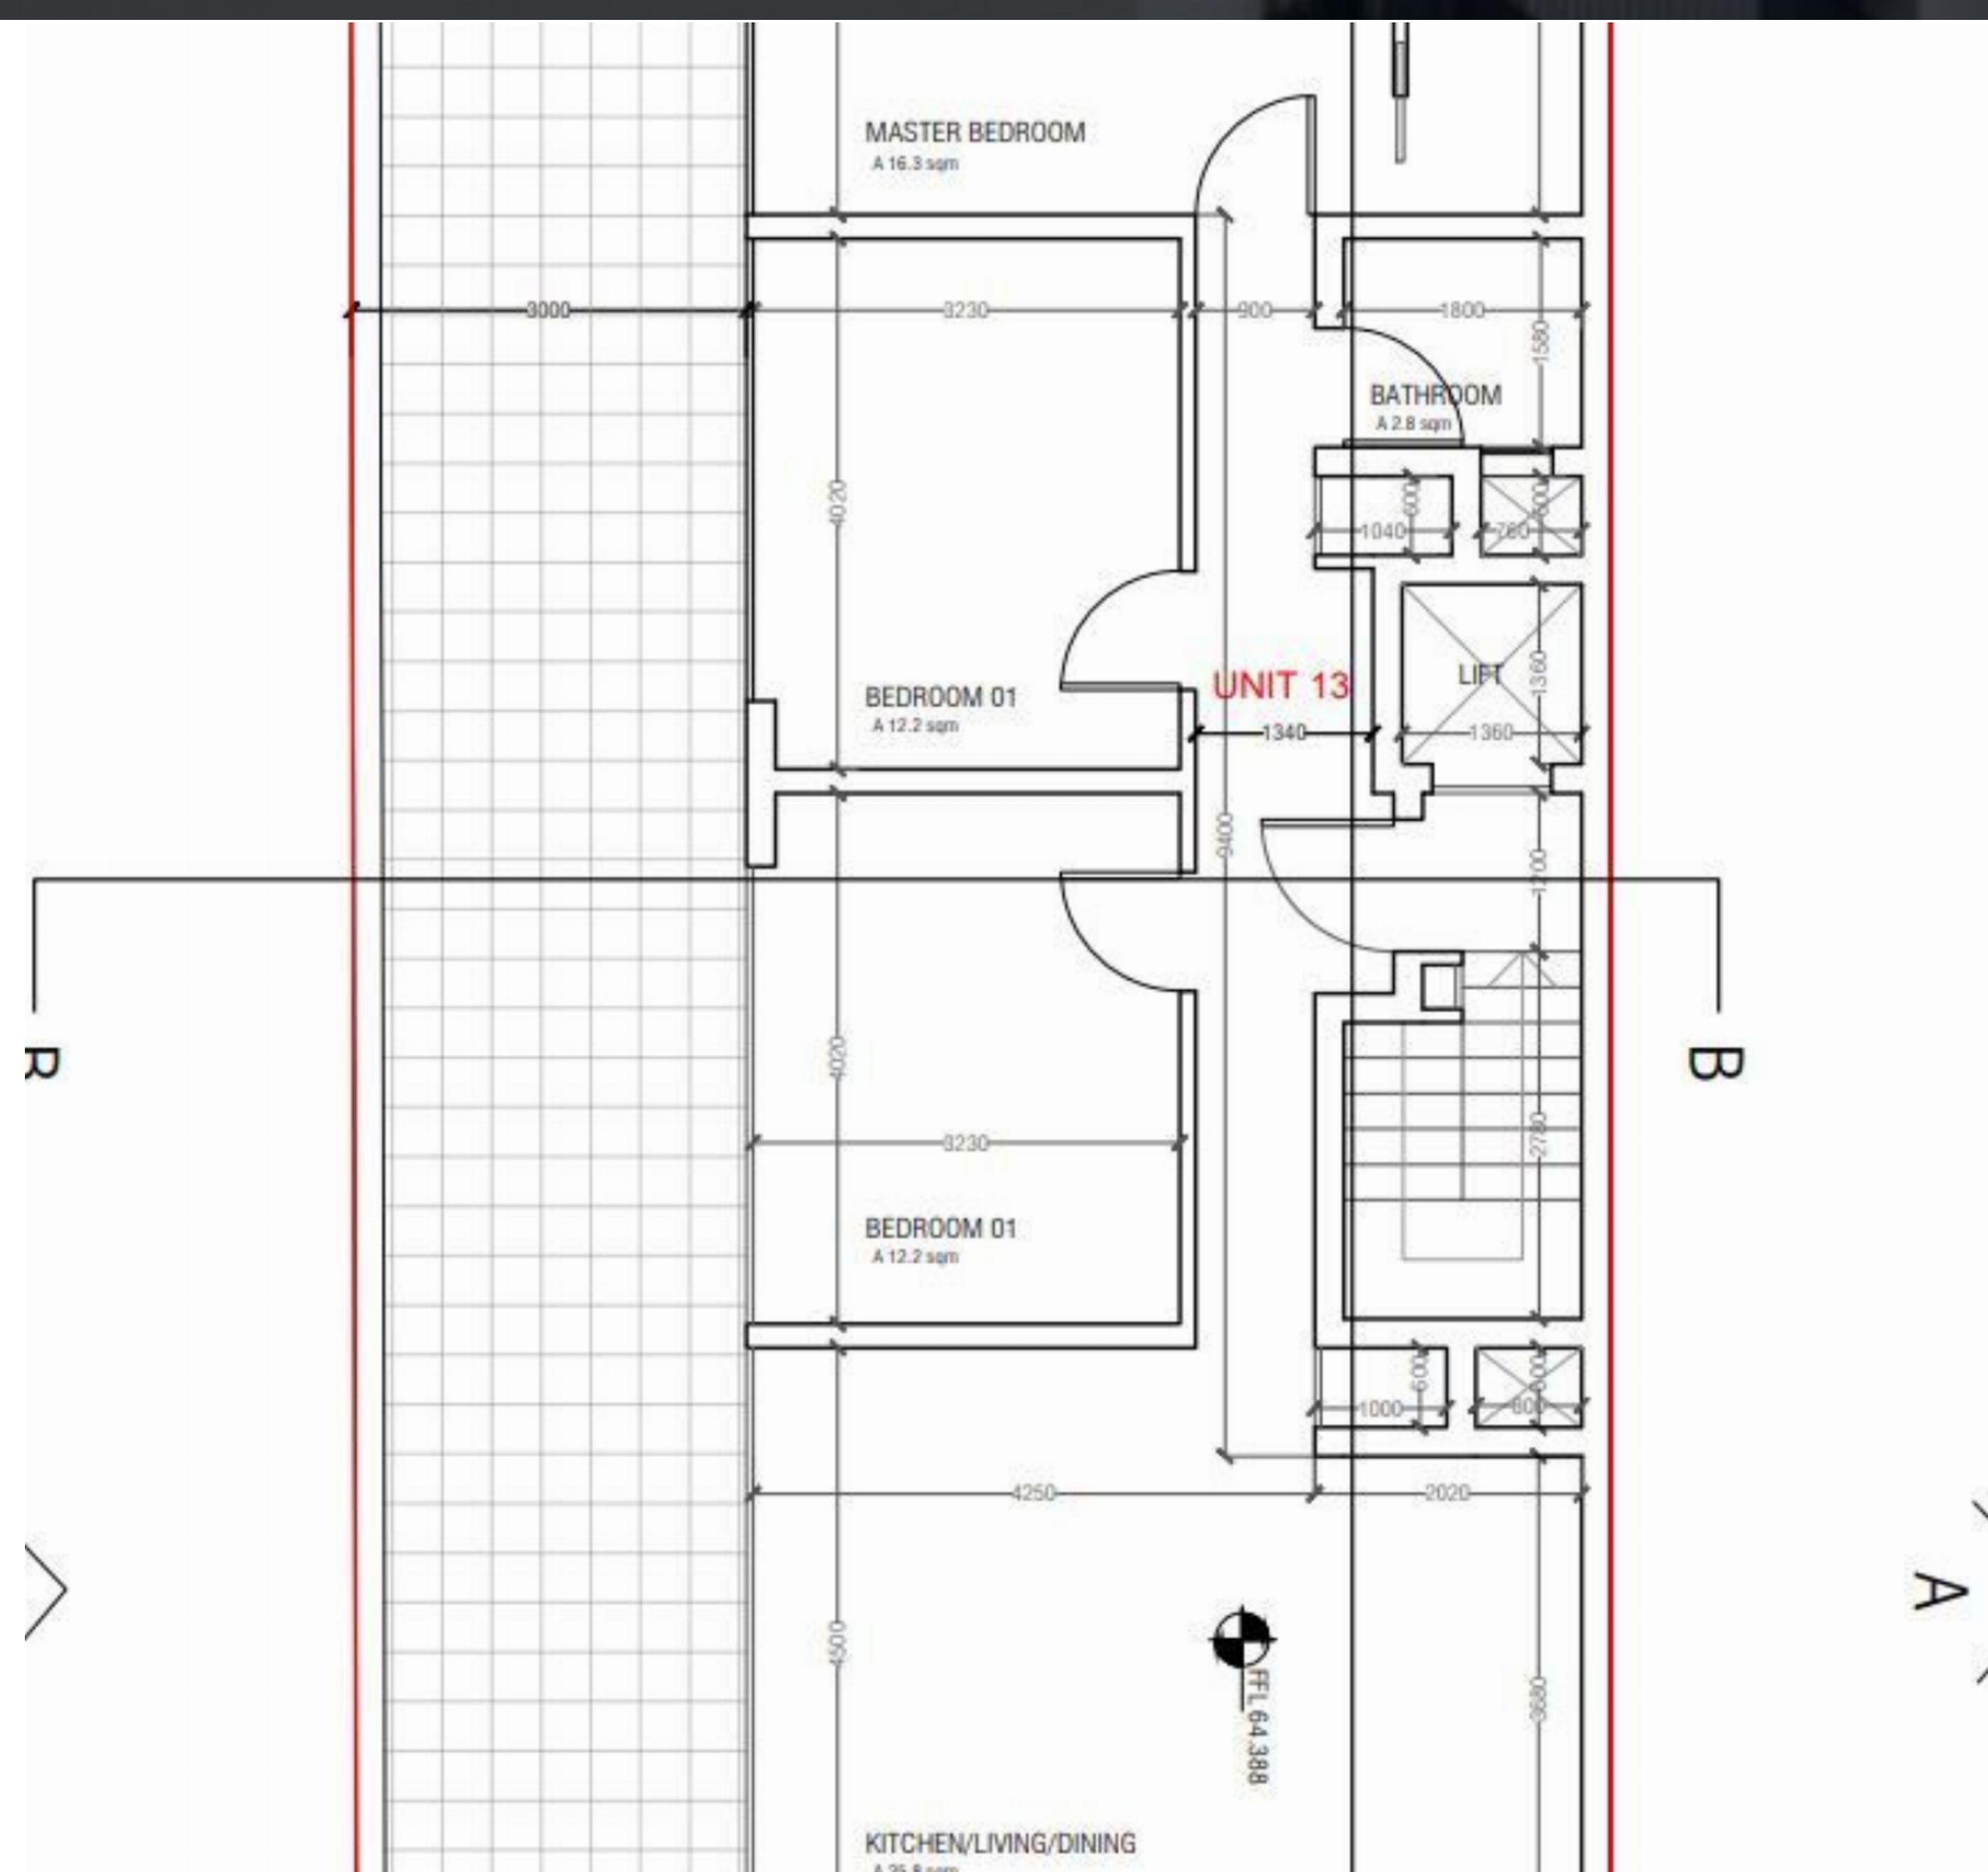 MASTER BEDROOM
A 16.3 sqm
3000
3230
900
1800
1580
BATHROOM
A 2.8 sqm
4020
600
600
1040
760
BEDROOM 01
A 12.2 sqm
UNIT 13
LIFT
1360
1340
1360
9400
1200
B
B
4020
2780
3230
BEDROOM 01
A 12.2 sqm
600
600
1000
800
4250
2020
A
4500
FFL 64.388
3680
KITCHEN/LIVING/DINING